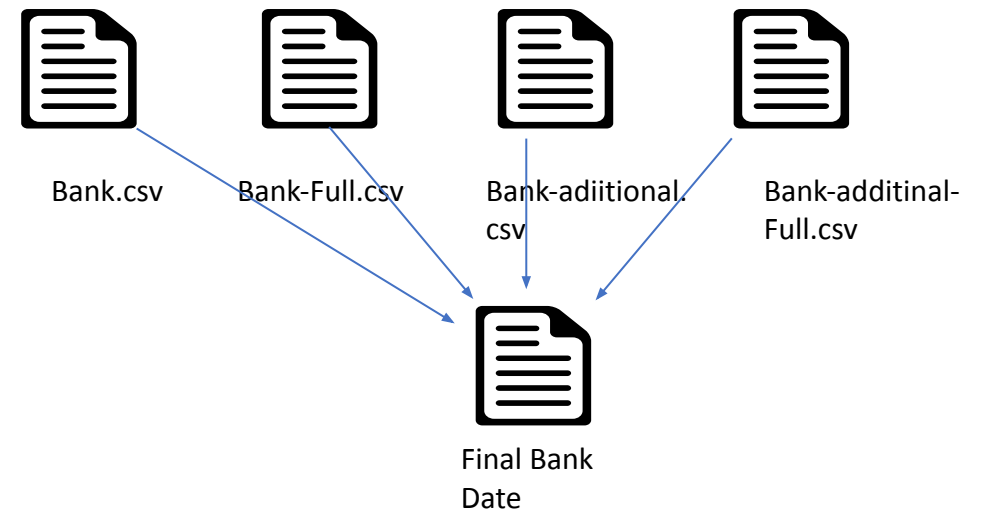 Bank.csv
Bank-Full.csv
Bank-adiitional.
csv
Bank-additinal-
Full.csv
Final Bank
Date